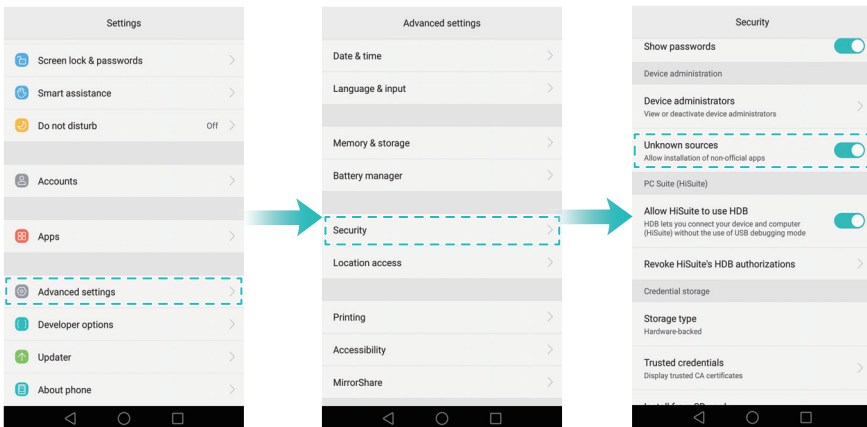 Settings
Screen lock & passwords
Smart assistance
Do not disturb Off
Accounts
Apps
Advanced settings
Developer options
Updater
About phone
Advanced settings
Date & time
Language & input
Memory & storage
Battery manager
Security
Location access
Printing
Accessibility
MirrorShare
Security
Show passwords
Device administration
Device administrators
View or deactivate device administrators
Unknown sources
Allow installation of non-official apps
PC Suite (HiSuite)
Allow HiSuite to use HDB
HDB lets you connect your device and computer
(HiSuite) without the use of USB debugging mode
Revoke HiSuite's HDB authorizations
Credential storage
Storage type
Hardware-backed
Trusted credentials
Display trusted CA certificates